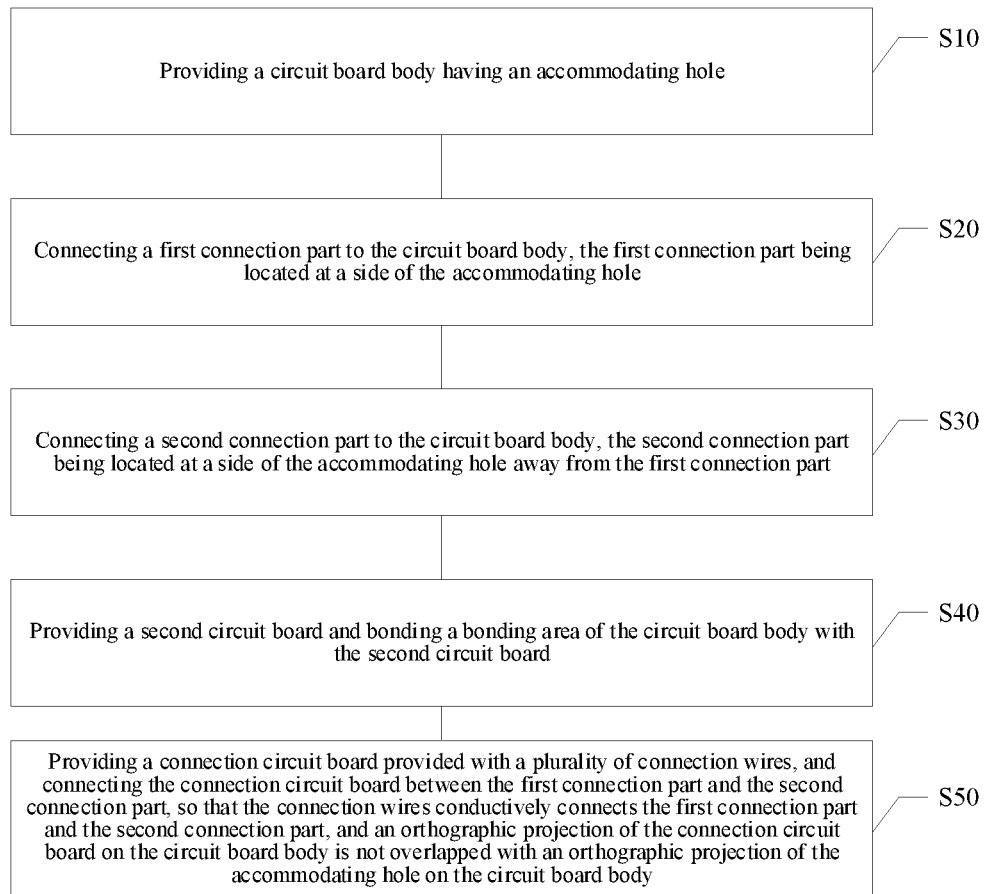 Providing a circuit board body having an accommodating hole
S10
Connecting a first connection part to the circuit board body, the first connection part being
located at a side of the accommodating hole
S20
Connecting a second connection part to the circuit board body, the second connection part
being located at a side of the accommodating hole away from the first connection part
S30
Providing a second circuit board and bonding a bonding area of the circuit board body with
the second circuit board
S40
Providing a connection circuit board provided with a plurality of connection wires, and
connecting the connection circuit board between the first connection part and the second
connection part, so that the connection wires conductively connects the first connection part
and the second connection part, and an orthographic projection of the connection circuit
board on the circuit board body is not overlapped with an orthographic projection of the
accommodating hole on the circuit board body
S50